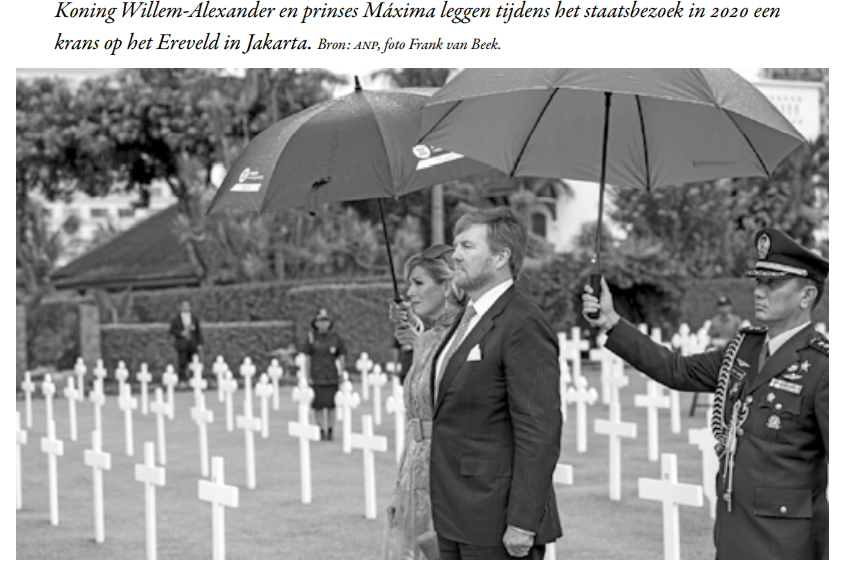 Koning Willem-Alexander en prinses Máxima leggen tijdens het staatsbezoek in 2020 een
krans op het Ereveld in Jakarta. Bron: ANP, foto Frank van Beek.